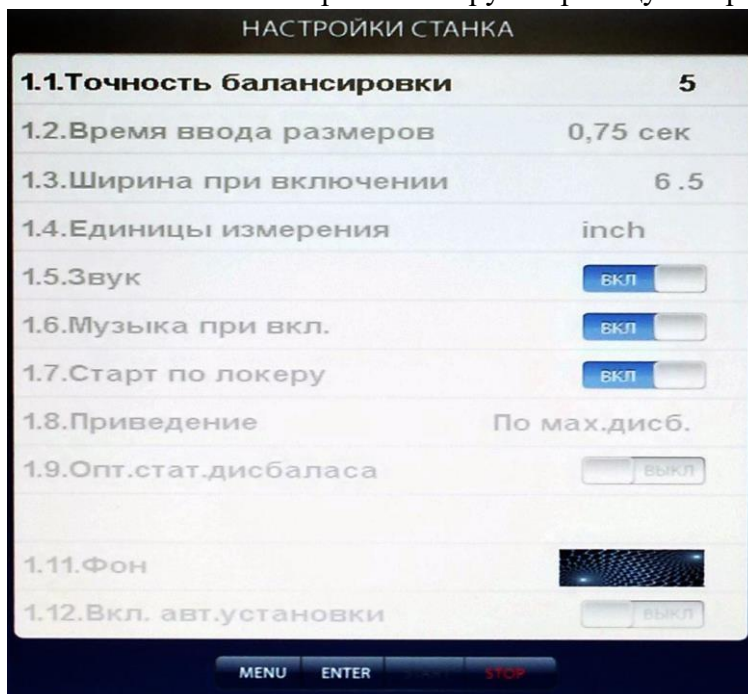 НАСТРОЙКИ СТАНКА
1.1.Точность балансировки 5
1.2.Время ввода размеров 0,75 сек
1.3.Ширина при включении 6.5
1.4.Единицы измерения inch
1.5.Звук ВКЛ
1.6.Музыка при вкл. ВКЛ
1.7.Старт по локеру ВКЛ
1.8.Приведение По мах.дисб.
1.9.Опт.стат.дисбаласа ВЫКЛ
1.11.Фон
1.12.Вкл. авт.установки ВЫКЛ
MENU ENTER START STOP